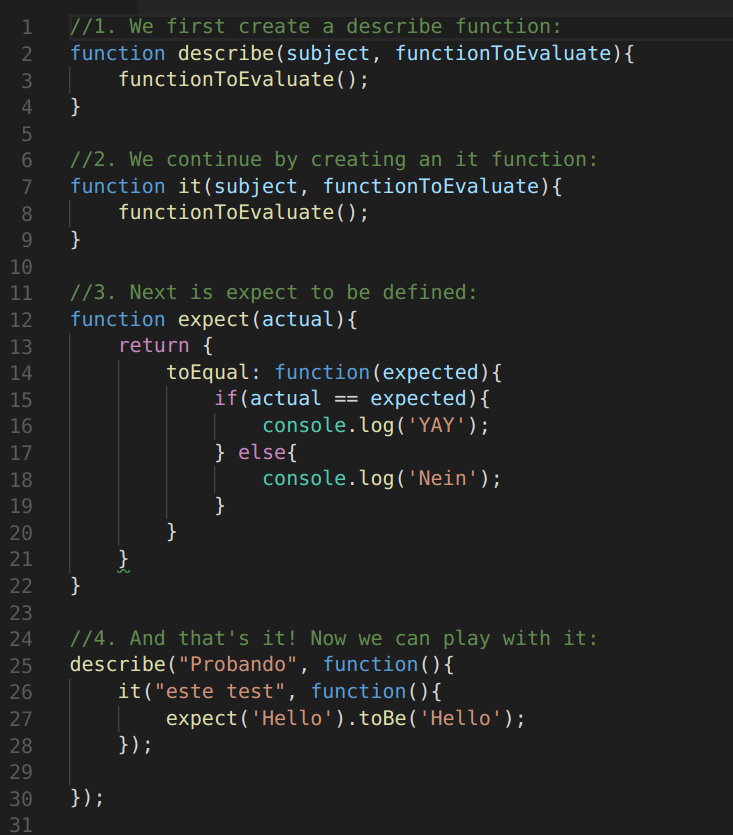 1 //1. We first create a describe function:
2 function describe(subject, functionToEvaluate){
3     functionToEvaluate();
4 }
5
6 //2. We continue by creating an it function:
7 function it(subject, functionToEvaluate){
8     functionToEvaluate();
9 }
10
11 //3. Next is expect to be defined:
12 function expect(actual){
13     return {
14         toEqual: function(expected){
15             if(actual == expected){
16                 console.log('YAY');
17             } else{
18                 console.log('Nein');
19             }
20         }
21     }
22 }
23
24 //4. And that's it! Now we can play with it:
25 describe("Probando", function(){
26     it("este test", function(){
27         expect('Hello').toBe('Hello');
28     });
29
30 });
31